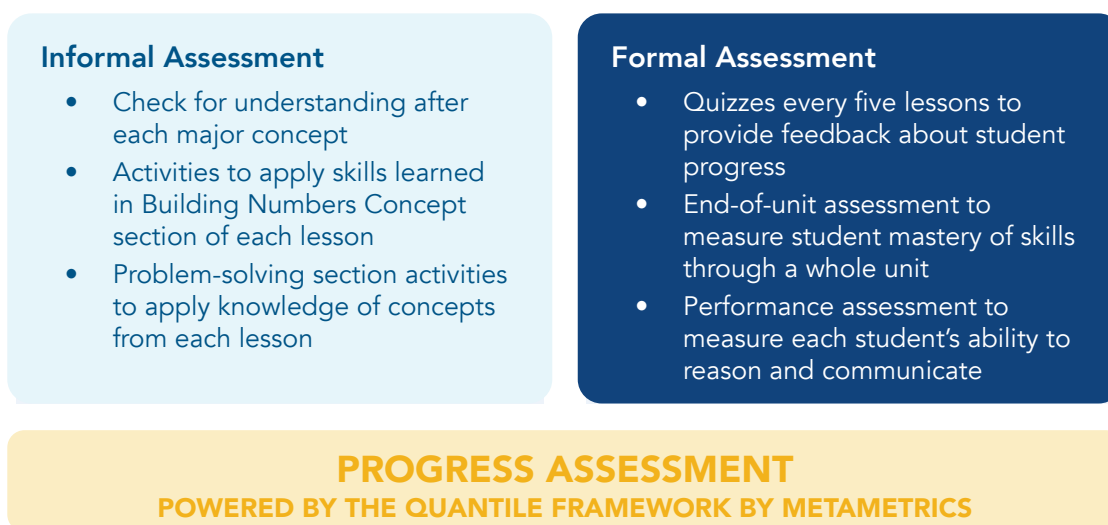 Informal Assessment
• Check for understanding after
each major concept
• Activities to apply skills learned
in Building Numbers Concept
section of each lesson
• Problem-solving section activities
to apply knowledge of concepts
from each lesson
Formal Assessment
• Quizzes every five lessons to
provide feedback about student
progress
• End-of-unit assessment to
measure student mastery of skills
through a whole unit
• Performance assessment to
measure each student’s ability to
reason and communicate
PROGRESS ASSESSMENT
POWERED BY THE QUANTILE FRAMEWORK BY METAMETRICS